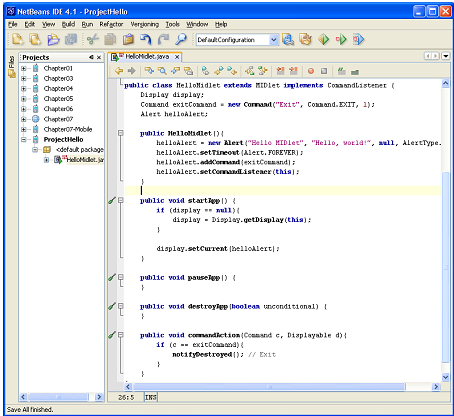 NetBeans IDE 4.1 - ProjectHello
File Edit View Build Run Refactor Versioning Tools Window Help
DefaultConfiguration
Files
Projects
HelloMidlet.java
Chapter01
Chapter03
Chapter04
Chapter05
Chapter06
Chapter07
Chapter07-Mobile
ProjectHello
<default package
HelloMidlet.jav
public class HelloMidlet extends MIDlet implements CommandListener {
Display display;
Command exitCommand = new Command("Exit", Command.EXIT, 1);
Alert helloAlert;
public HelloMidlet(){
helloAlert = new Alert("Hello MIDlet", "Hello, world!", null, AlertType.
helloAlert.setTimeout(Alert.FOREVER);
helloAlert.addCommand(exitCommand);
helloAlert.setCommandListener(this);
}
public void startApp() {
if (display == null){
display = Display.getDisplay(this);
}
display.setCurrent(helloAlert);
}
public void pauseApp() {
}
public void destroyApp(boolean unconditional) {
}
public void commandAction(Command c, Displayable d){
if (c == exitCommand){
notifyDestroyed(); // Exit
}
}
26:5 INS
Save All finished.